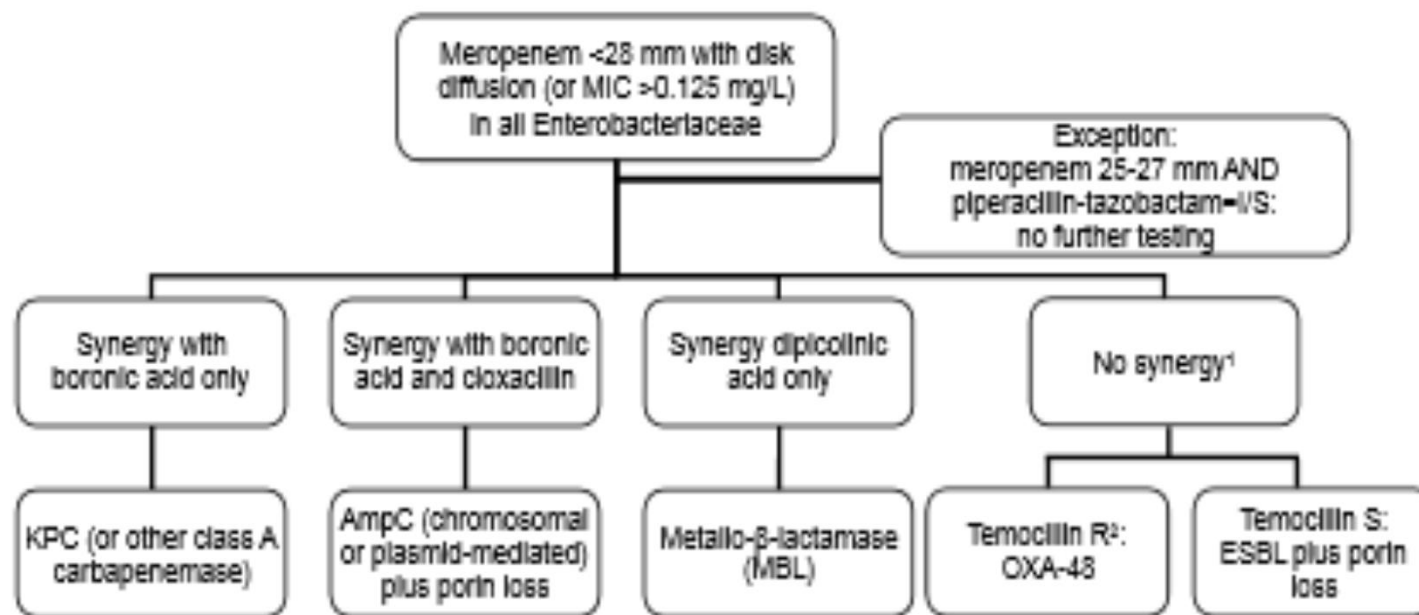 Meropenem <28 mm with disk
diffusion (or MIC >0.125 mg/L)
in all Enterobacteriaceae
Exception:
meropenem 25-27 mm AND
piperacillin-tazobactam=I/S:
no further testing
Synergy with
boronic acid only
Synergy with boronic
acid and cloxacillin
Synergy dipicolinic
acid only
No synergy¹
KPC (or other class A
carbapenemase)
AmpC (chromosomal
or plasmid-mediated)
plus porin loss
Metallo-β-lactamase
(MBL)
Temocillin R²:
OXA-48
Temocillin S:
ESBL plus porin
loss